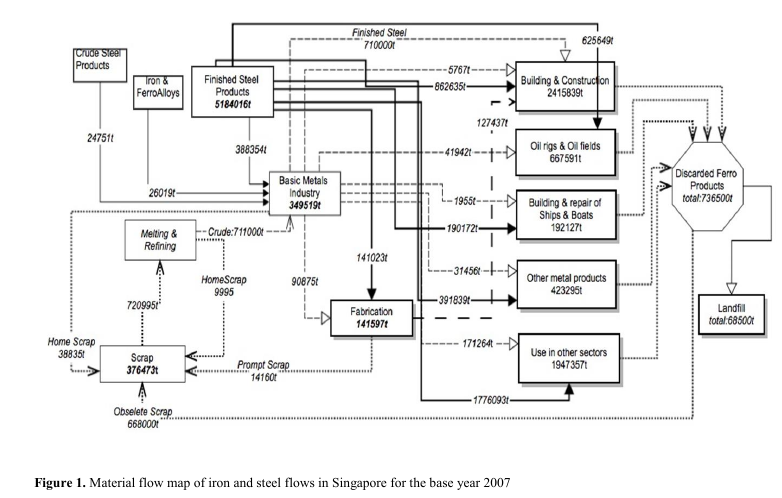 Finished Steel
710000t
625649t
Crude Steel
Products
Iron &
FerroAlloys
Finished Steel
Products
5184016t
5767t
862635t
Building & Construction
2415839t
127437t
24751t
388354t
41942t
Oil rigs & Oil fields
667591t
Discarded Ferro
Products
total:736500t
26019t
Basic Metals
Industry
349519t
1955t
Building & repair of
Ships & Boats
192127t
190172t
Melting &
Refining
Crude:711000t
HomeScrap
9995
90875t
141023t
31456t
391839t
Other metal products
423295t
Landfill
total:68500t
720995t
Fabrication
141597t
Home Scrap
38835t
Scrap
376473t
Prompt Scrap
14160t
171264t
Use in other sectors
1947357t
1776093t
Obselete Scrap
668000t
Figure 1. Material flow map of iron and steel flows in Singapore for the base year 2007